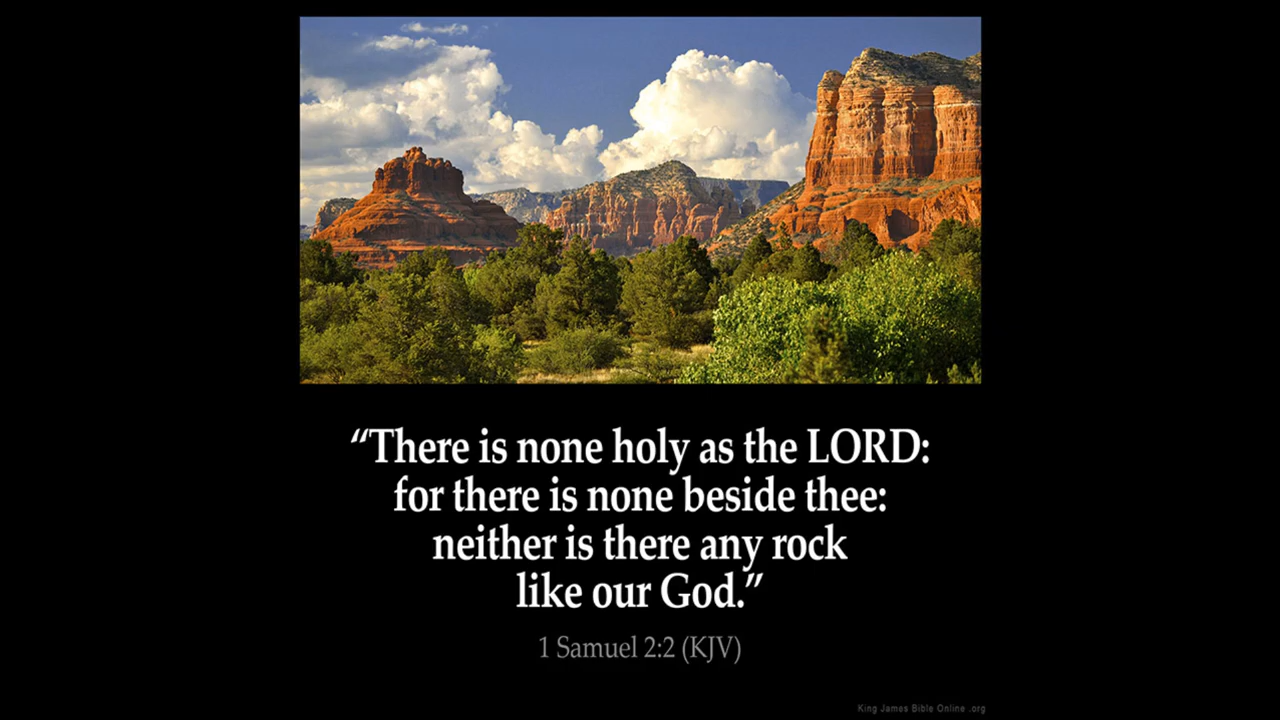 “There is none holy as the LORD:
for there is none beside thee:
neither is there any rock
like our God.”
1 Samuel 2:2 (KJV)
King James Bible Online .org